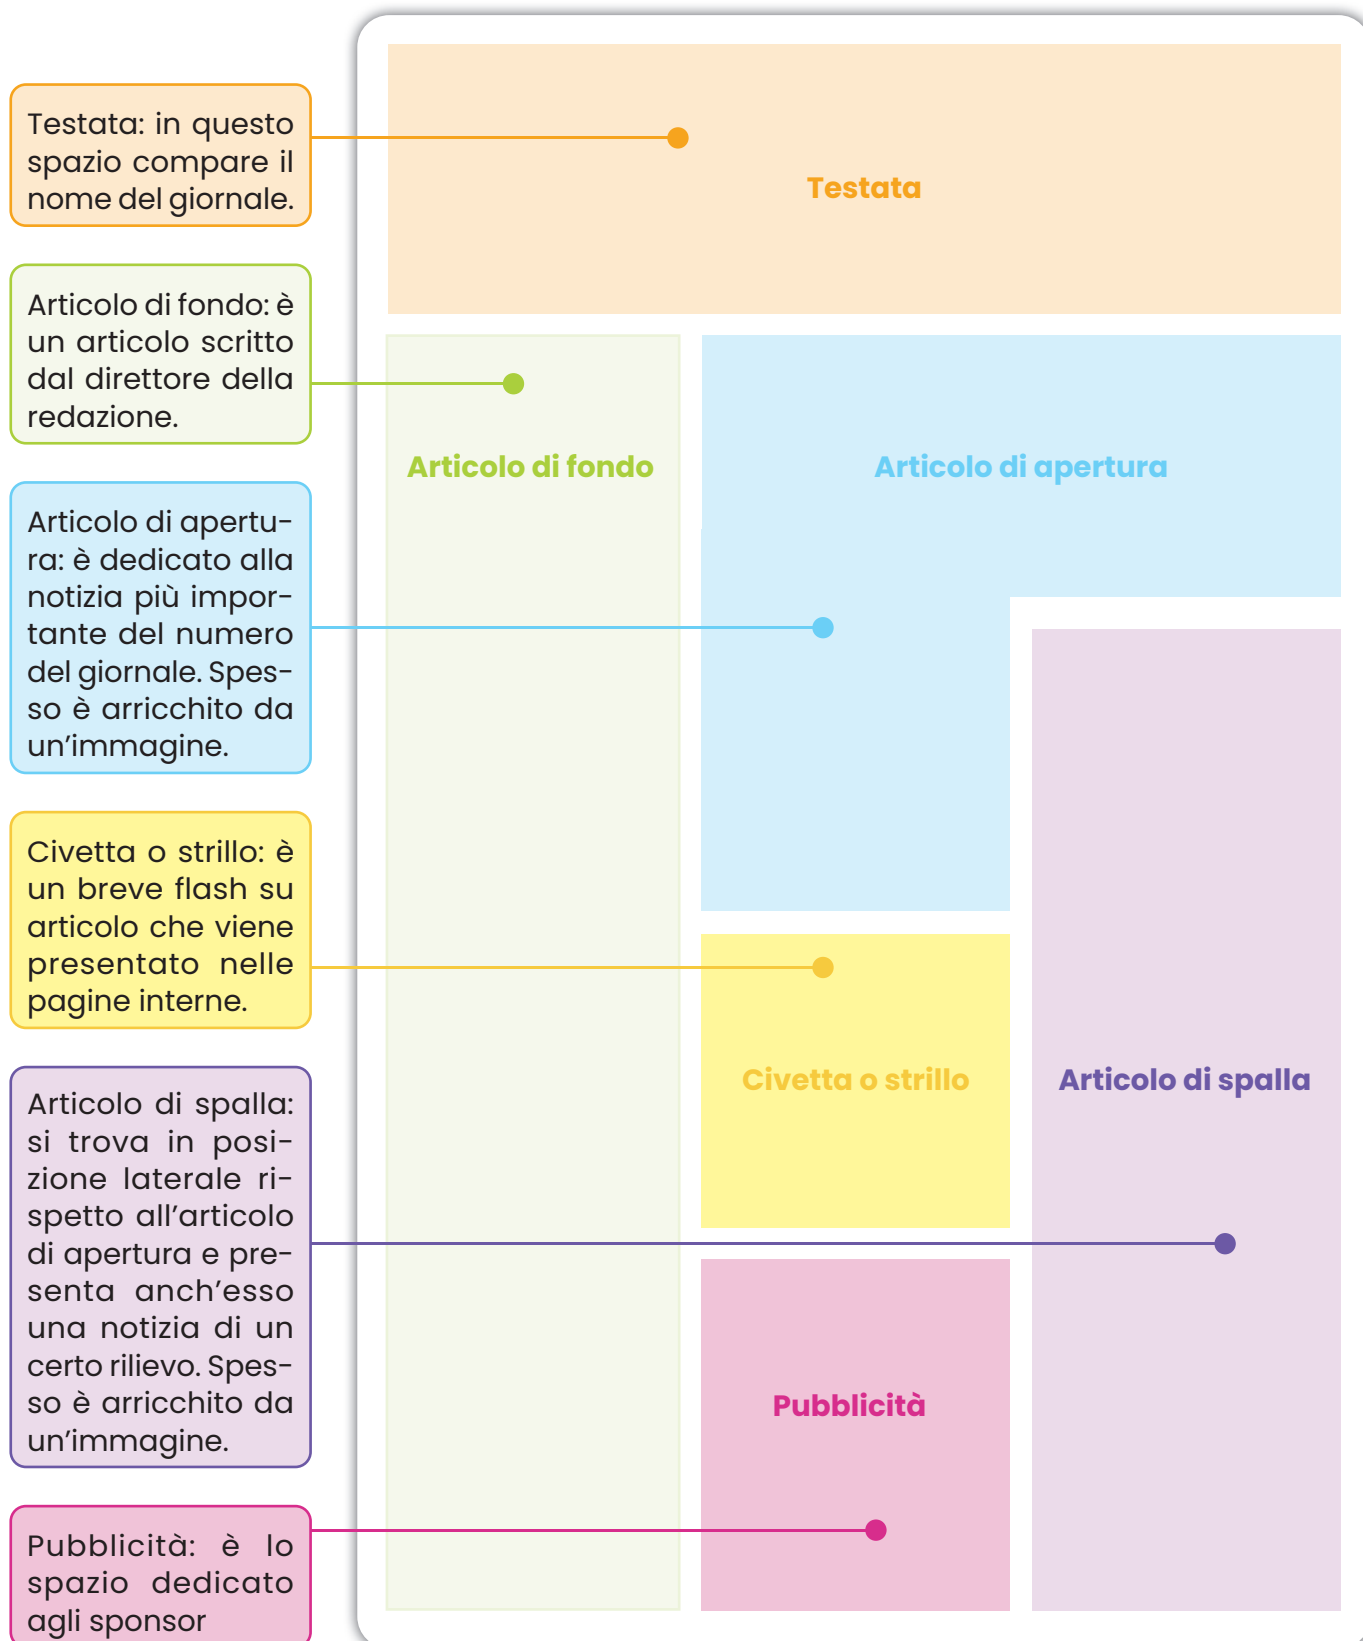 Testata: in questo
spazio compare il
nome del giornale.
Testata
Articolo di fondo: è
un articolo scritto
dal direttore della
redazione.
Articolo di fondo
Articolo di apertura
Articolo di apertu-
ra: è dedicato alla
notizia più impor-
tante del numero
del giornale. Spes-
so è arricchito da
un’immagine.
Civetta o strillo: è
un breve flash su
articolo che viene
presentato nelle
pagine interne.
Civetta o strillo
Articolo di spalla
Articolo di spalla:
si trova in posi-
zione laterale ri-
spetto all’articolo
di apertura e pre-
senta anch’esso
una notizia di un
certo rilievo. Spes-
so è arricchito da
un’immagine.
Pubblicità
Pubblicità: è lo
spazio dedicato
agli sponsor